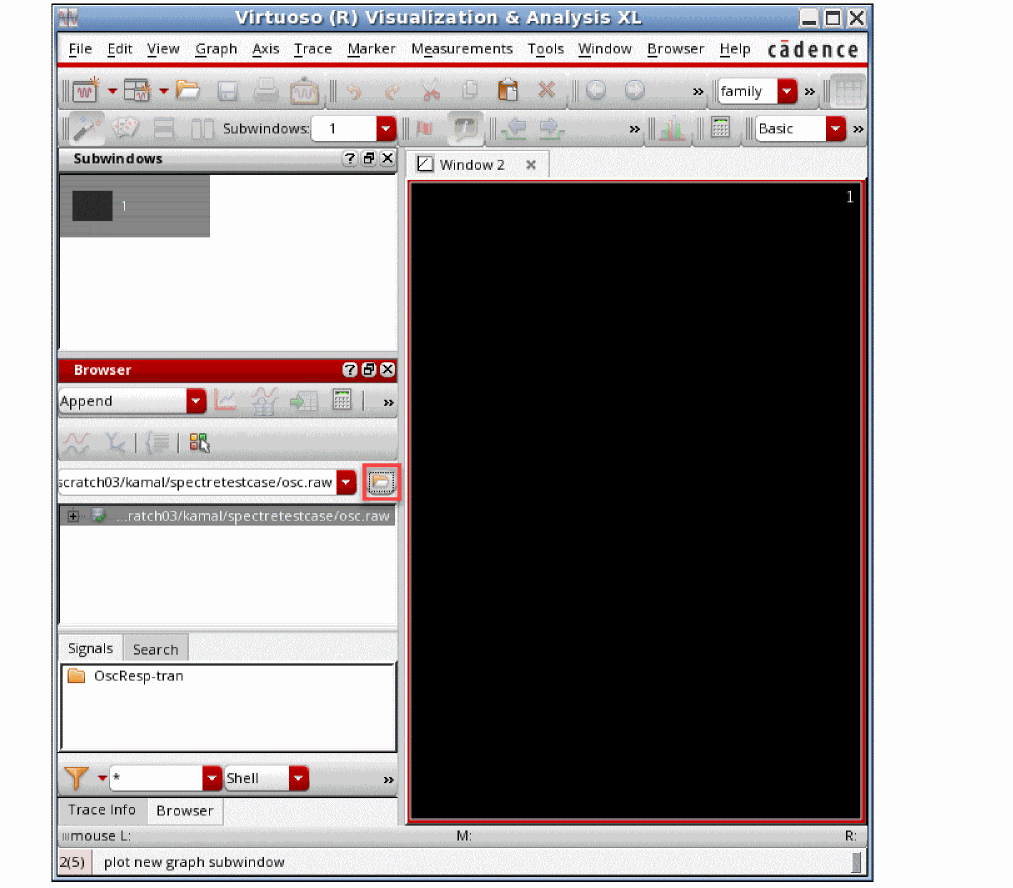 Virtuoso (R) Visualization & Analysis XL
File Edit View Graph Axis Trace Marker Measurements Tools Window Browser Help cādence
» family »
Subwindows: 1 » Basic »
Subwindows
Window 2
1
1
Browser
Append »
scratch03/kamal/spectretestcase/osc.raw
...ratch03/kamal/spectretestcase/osc.raw
Signals Search
OscResp-tran
* Shell »
Trace Info Browser
mouse L: M: R:
2(5) plot new graph subwindow